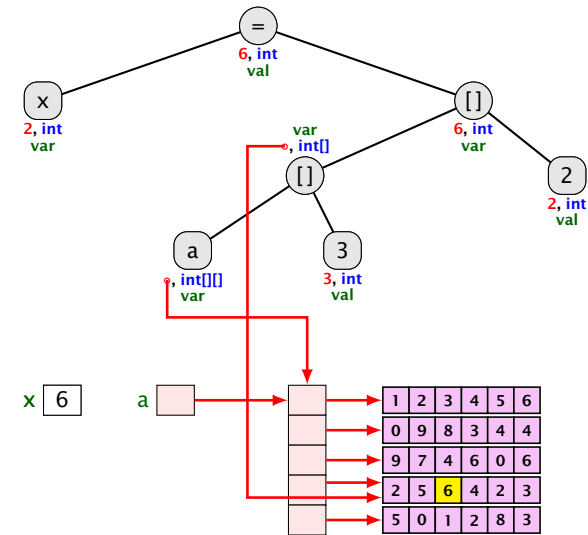 =
6, int
val
x
2, int
var
[]
6, int
var
var
, int[]
[]
2
2, int
val
a
, int[][]
var
3
3, int
val
x 6
a
1 2 3 4 5 6
0 9 8 3 4 4
9 7 4 6 0 6
2 5 6 4 2 3
5 0 1 2 8 3